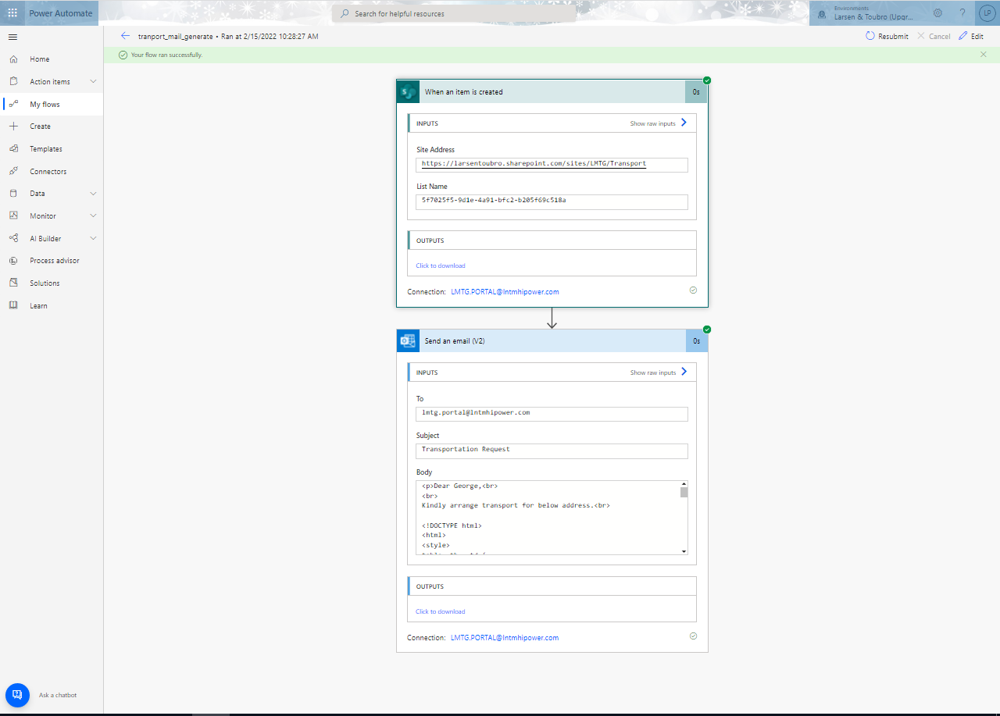 Power Automate
Search for helpful resources
Environments
Larsen & Toubro (Upgr...
?
LP
tranport_mail_generate • Ran at 2/15/2022 10:28:27 AM
Resubmit
Cancel
Edit
Your flow ran successfully.
Home
Action items
My flows
Create
Templates
Connectors
Data
Monitor
AI Builder
Process advisor
Solutions
Learn
Ask a chatbot
When an item is created
0s
INPUTS
Show raw inputs
Site Address
https://larsentoubro.sharepoint.com/sites/LMTG/Transport
List Name
5f7025f5-9d1e-4a91-bfc2-b205f69c518a
OUTPUTS
Click to download
Connection: LMTG.PORTAL@lntmhipower.com
Send an email (V2)
0s
INPUTS
Show raw inputs
To
lmtg.portal@lntmhipower.com
Subject
Transportation Request
Body
<p>Dear George,<br>
<br>
Kindly arrange transport for below address.<br>
<!DOCTYPE html>
<html>
<style>
OUTPUTS
Click to download
Connection: LMTG.PORTAL@lntmhipower.com